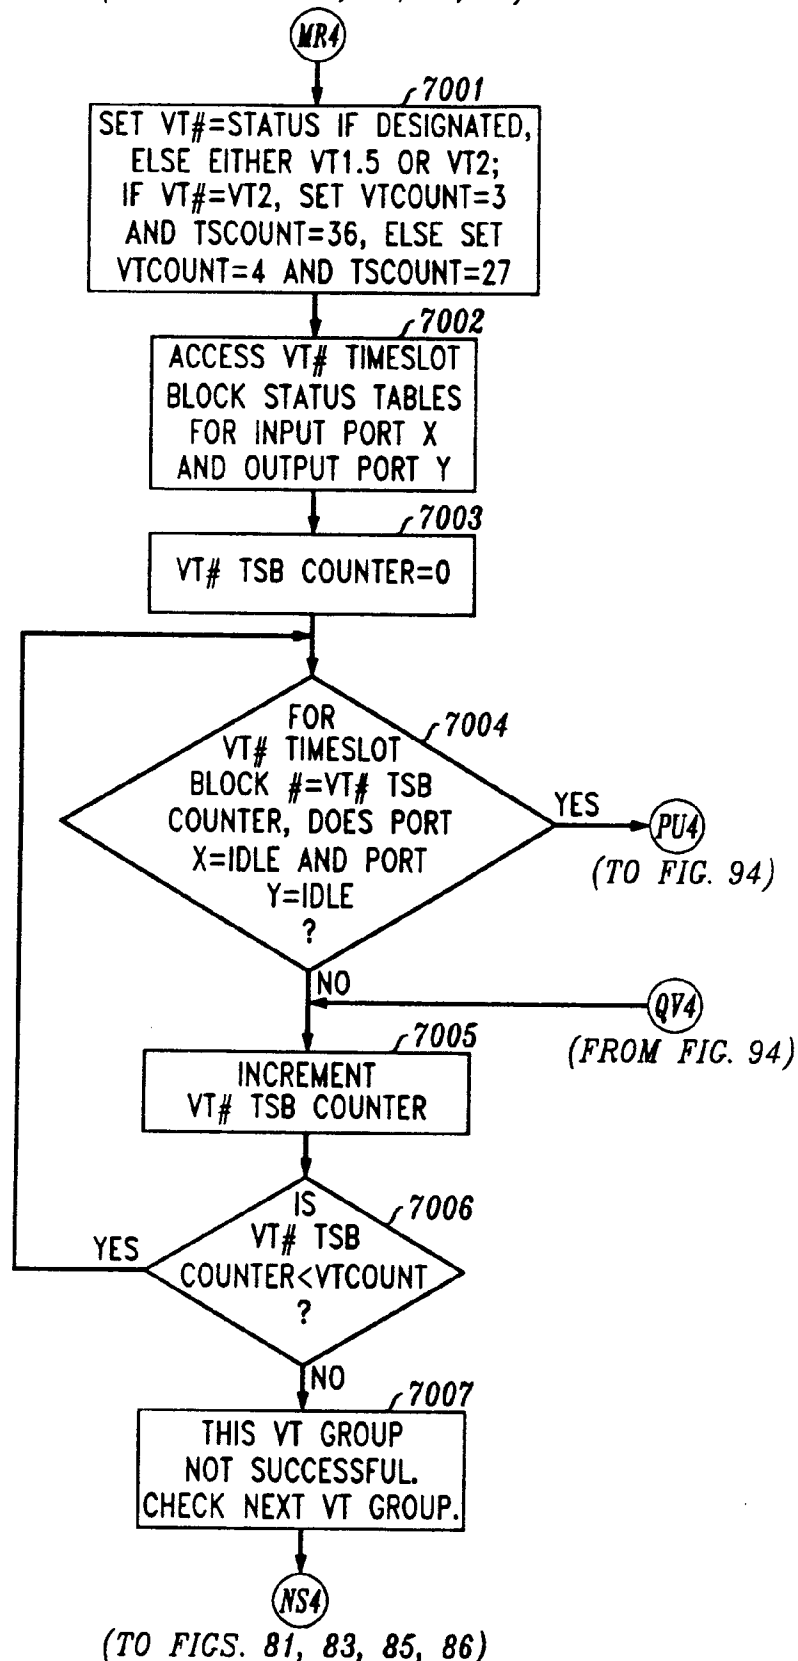 MR4
7001
SET VT#=STATUS IF DESIGNATED,
ELSE EITHER VT1.5 OR VT2;
IF VT#=VT2, SET VTCOUNT=3
AND TSCOUNT=36, ELSE SET
VTCOUNT=4 AND TSCOUNT=27
7002
ACCESS VT# TIMESLOT
BLOCK STATUS TABLES
FOR INPUT PORT X
AND OUTPUT PORT Y
7003
VT# TSB COUNTER=0
7004
FOR
VT# TIMESLOT
BLOCK #=VT# TSB
COUNTER, DOES PORT
X=IDLE AND PORT
Y=IDLE
?
YES
PU4
(TO FIG. 94)
NO
QV4
(FROM FIG. 94)
7005
INCREMENT
VT# TSB COUNTER
7006
IS
VT# TSB
COUNTER<VTCOUNT
?
YES
NO
7007
THIS VT GROUP
NOT SUCCESSFUL.
CHECK NEXT VT GROUP.
NS4
(TO FIGS. 81, 83, 85, 86)